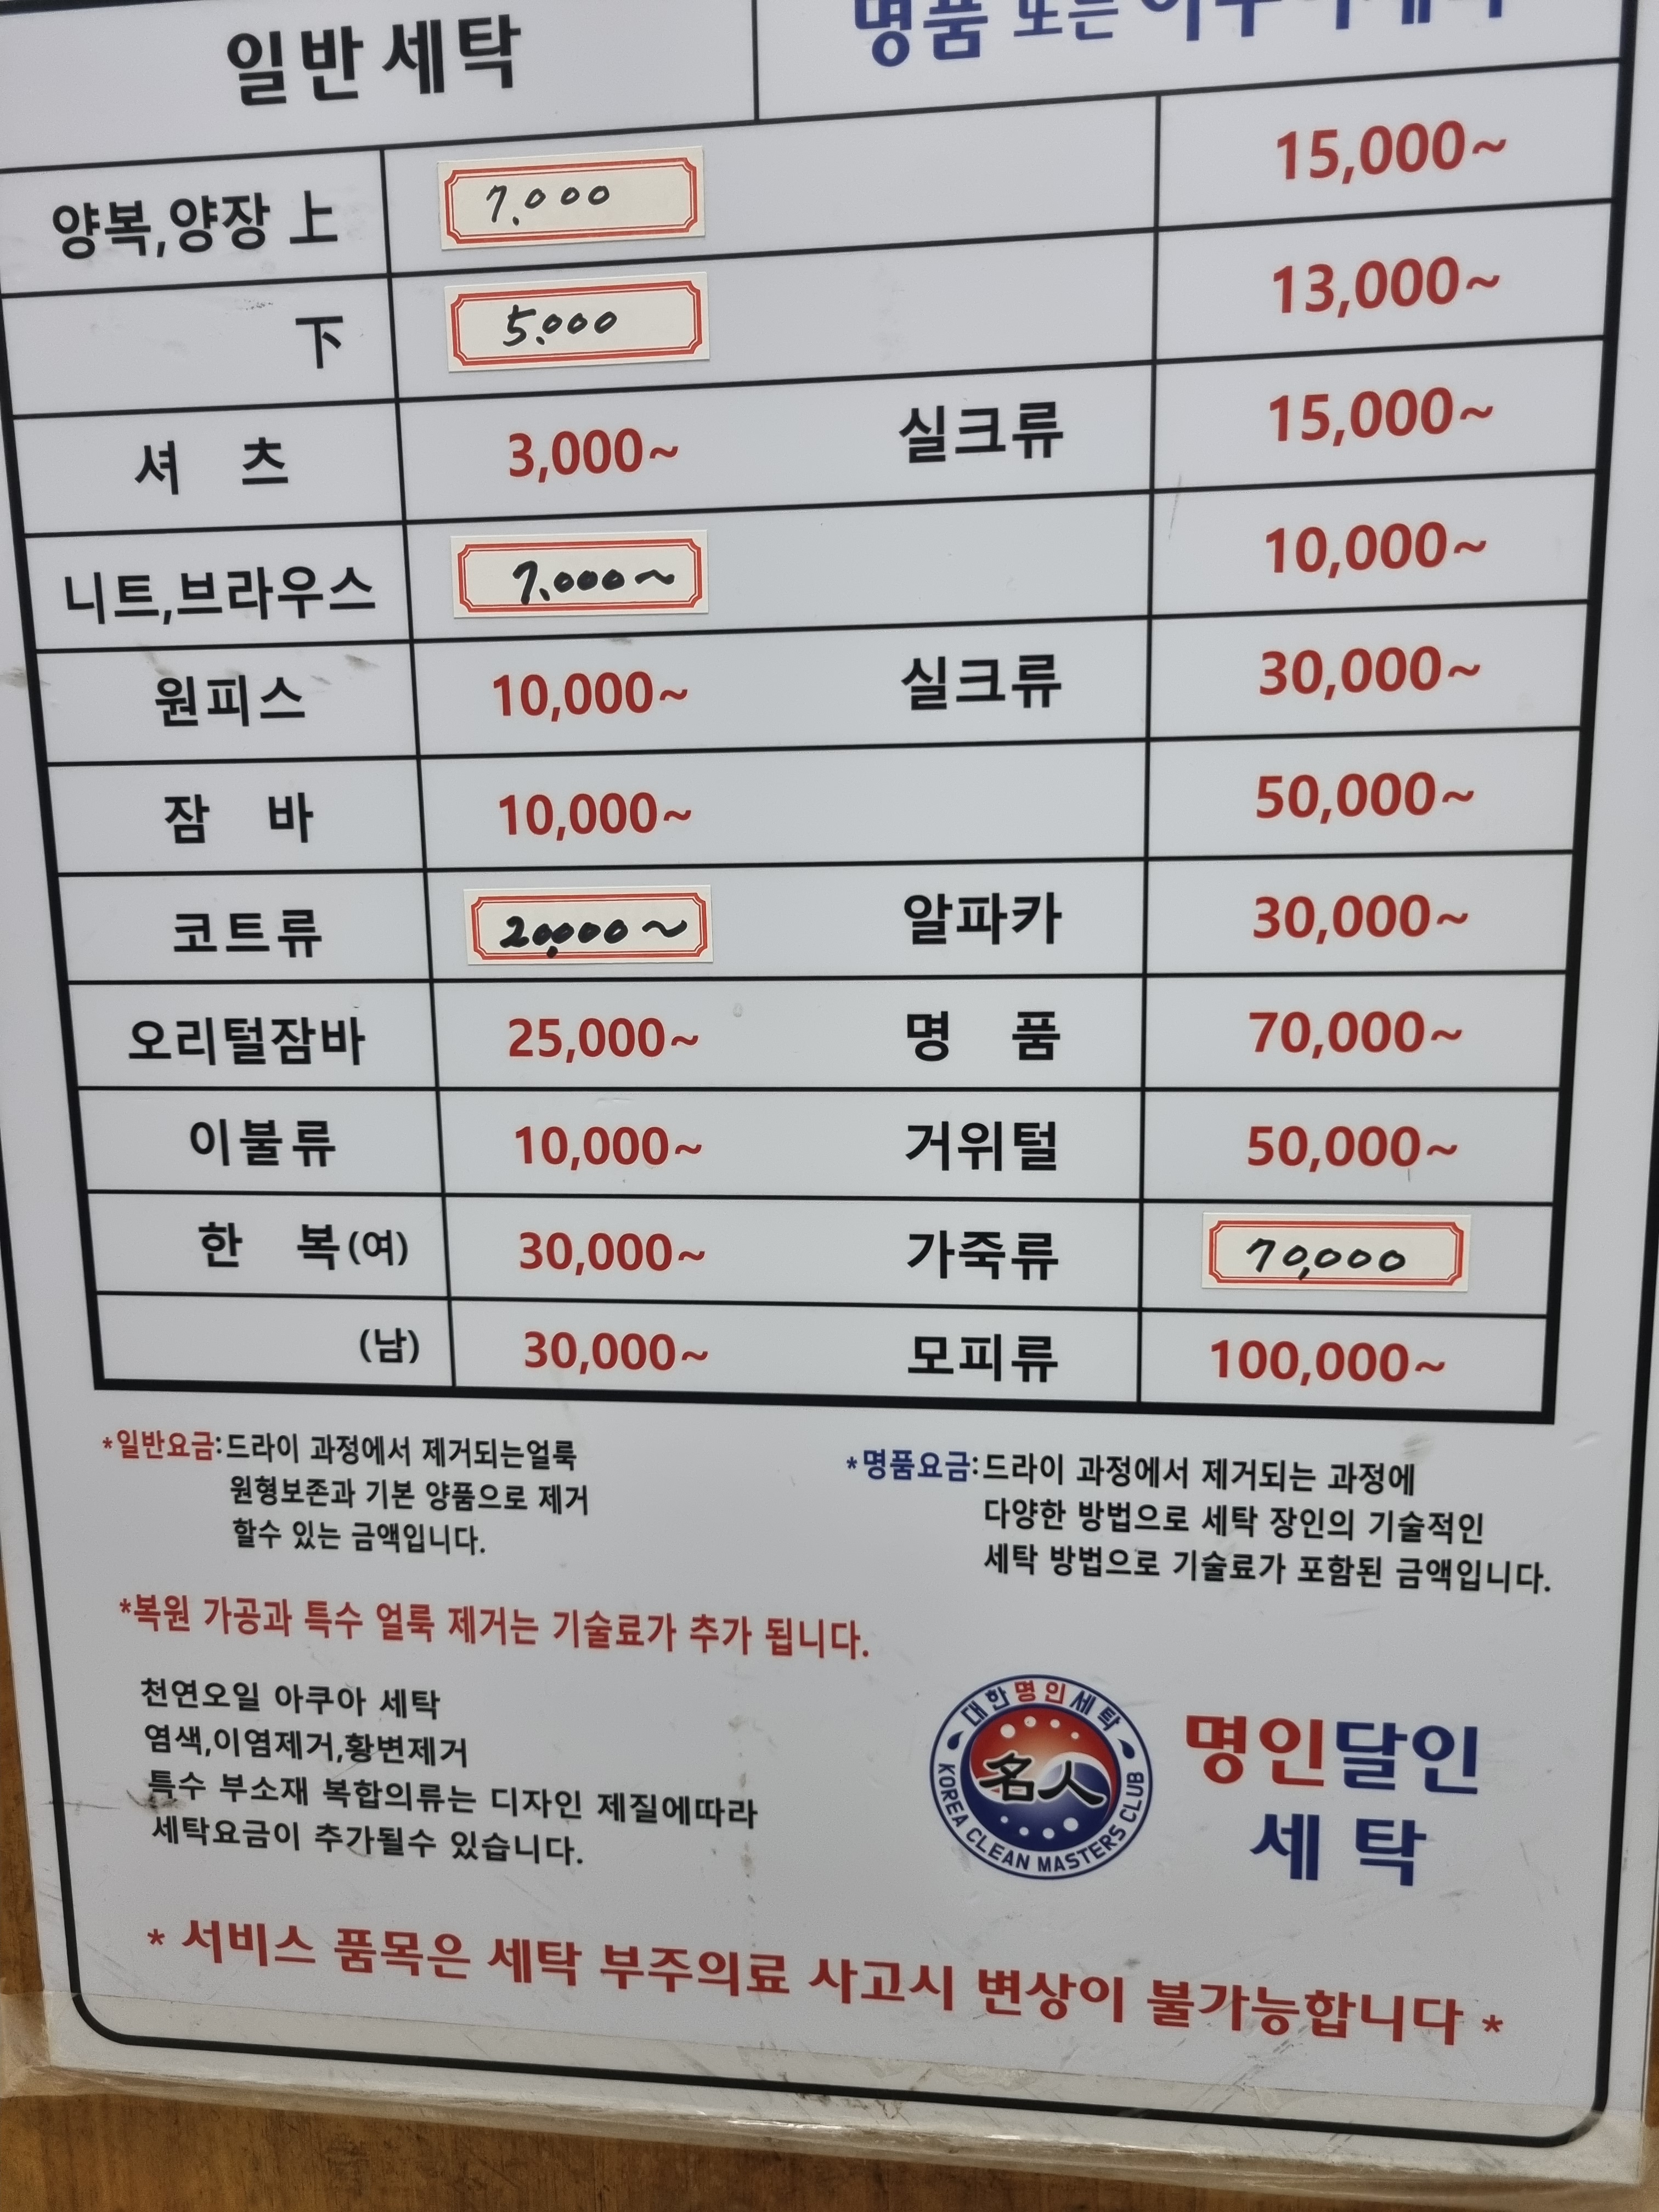 일반 세탁
명품 또는 아쿠아세탁
양복,양장 上 7.000 15,000~
下 5.000 13,000~
셔 츠 3,000~ 실크류 15,000~
니트,브라우스 7.000~ 10,000~
원피스 10,000~ 실크류 30,000~
잠 바 10,000~ 50,000~
코트류 20,000~ 알파카 30,000~
오리털잠바 25,000~ 명 품 70,000~
이불류 10,000~ 거위털 50,000~
한 복(여) 30,000~ 가죽류 70,000
(남) 30,000~ 모피류 100,000~
*일반요금:드라이 과정에서 제거되는얼룩
원형보존과 기본 양품으로 제거
할수 있는 금액입니다.
*명품요금:드라이 과정에서 제거되는 과정에
다양한 방법으로 세탁 장인의 기술적인
세탁 방법으로 기술료가 포함된 금액입니다.
*복원 가공과 특수 얼룩 제거는 기술료가 추가 됩니다.
천연오일 아쿠아 세탁
염색,이염제거,황변제거
특수 부소재 복합의류는 디자인 제질에따라
세탁요금이 추가될수 있습니다.
대한명인세탁
名人
KOREA CLEAN MASTERS CLUB
명인달인
세탁
* 서비스 품목은 세탁 부주의료 사고시 변상이 불가능합니다 *